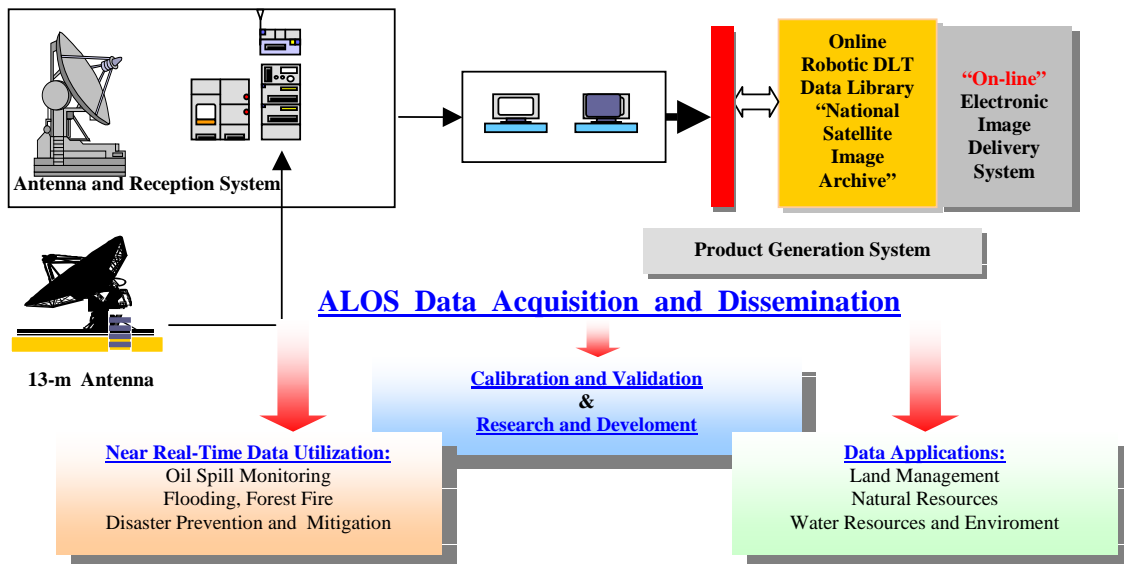 Antenna and Reception System
13-m Antenna
Online
Robotic DLT
Data Library
“National
Satellite
Image
Archive”
“On-line”
Electronic
Image
Delivery
System
Product Generation System
ALOS Data Acquisition and Dissemination
Calibration and Validation
&
Research and Develoment
Near Real-Time Data Utilization:
Oil Spill Monitoring
Flooding, Forest Fire
Disaster Prevention and Mitigation
Data Applications:
Land Management
Natural Resources
Water Resources and Enviroment